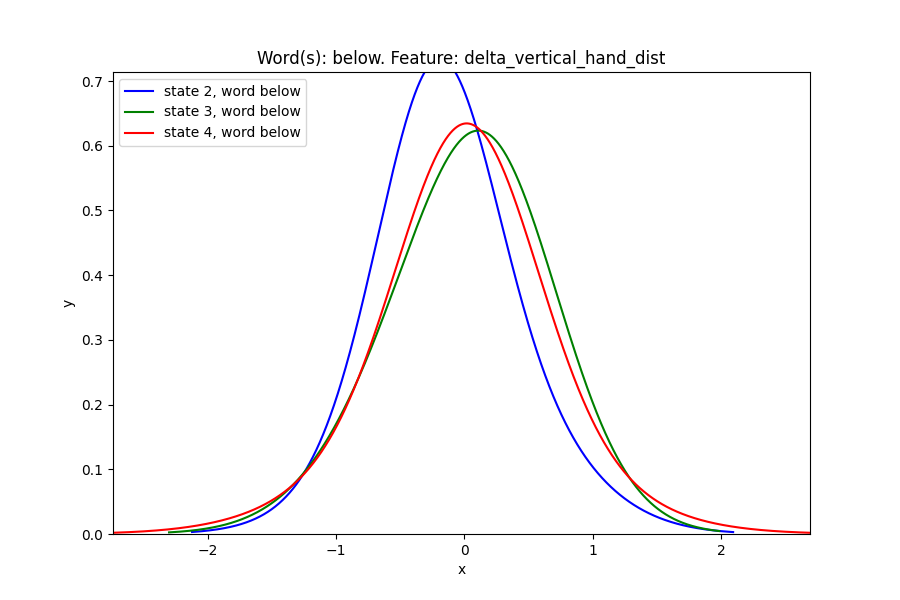 Word(s): below. Feature: delta_vertical_hand_dist
state 2, word below
state 3, word below
state 4, word below
0.7
0.6
0.5
0.4
0.3
0.2
0.1
0.0
y
−2
−1
0
1
2
x